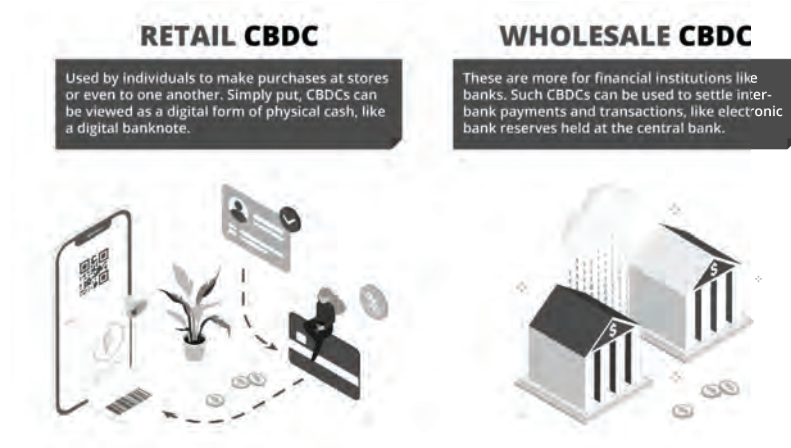 RETAIL CBDC
Used by individuals to make purchases at stores
or even to one another. Simply put, CBDCs can
be viewed as a digital form of physical cash, like
a digital banknote.
WHOLESALE CBDC
These are more for financial institutions like
banks. Such CBDCs can be used to settle inter-
bank payments and transactions, like electronic
bank reserves held at the central bank.
$
$